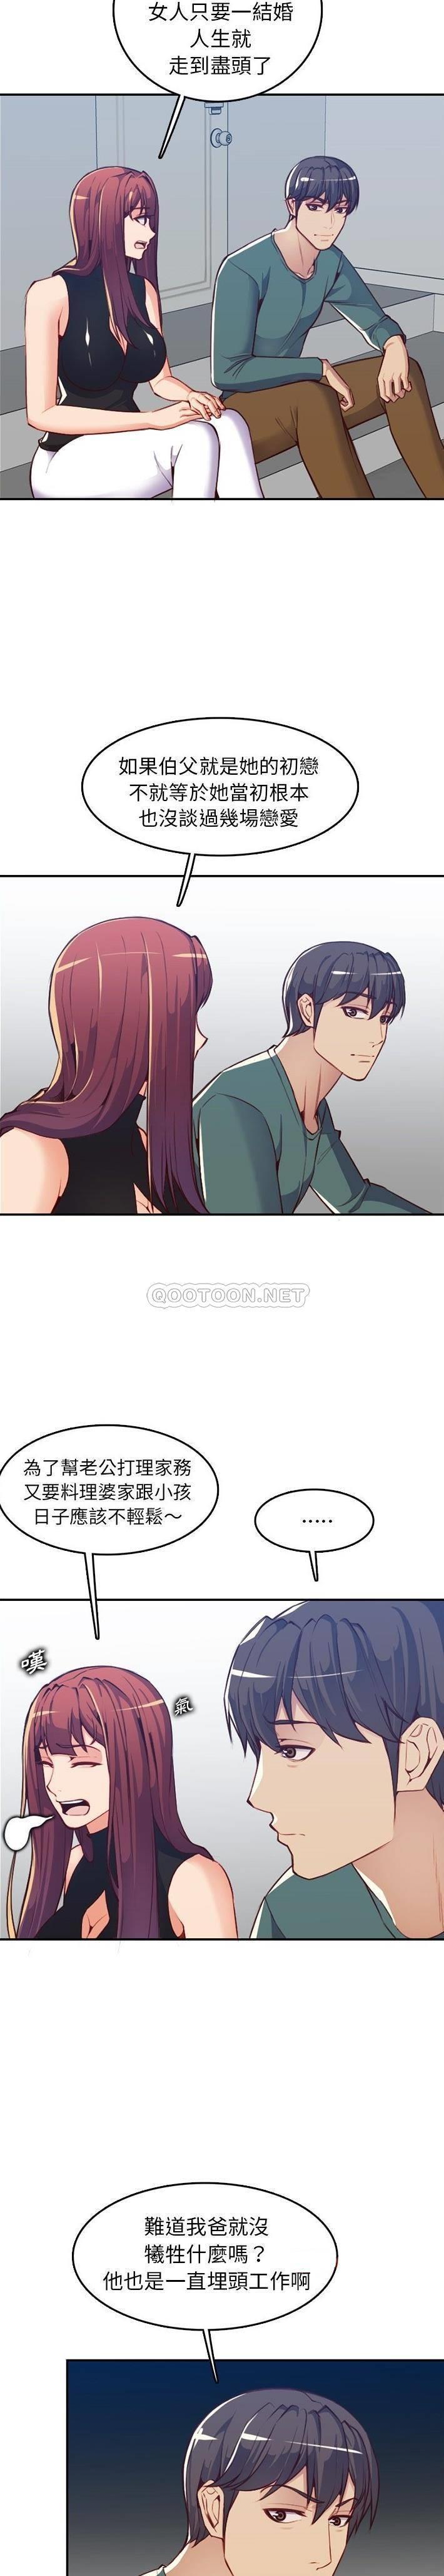 女人只要一結婚
人生就
走到盡頭了
如果伯父就是她的初戀
不就等於她當初根本
也沒談過幾場戀愛
QOOTOON.NET
為了幫老公打理家務
又要料理婆家跟小孩
日子應該不輕鬆～
·····
嘆
氣
難道我爸就沒
犧牲什麼嗎？
他也是一直埋頭工作啊